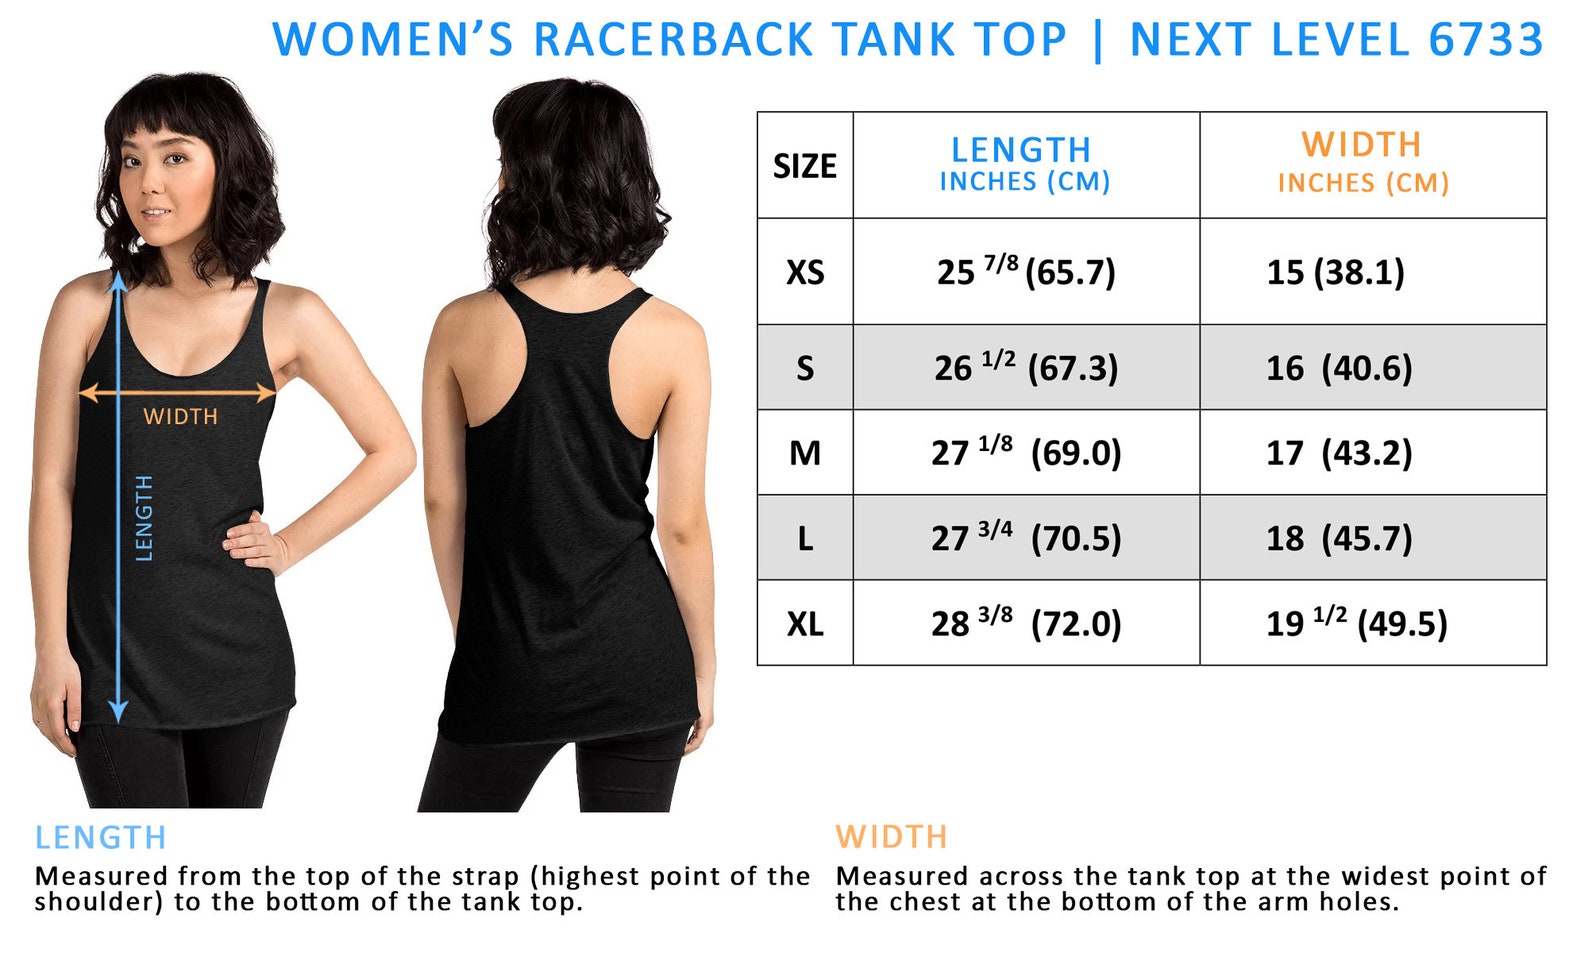 WOMEN’S RACERBACK TANK TOP | NEXT LEVEL 6733
SIZE LENGTH INCHES (CM) WIDTH INCHES (CM)
XS 25 7/8 (65.7) 15 (38.1)
S 26 1/2 (67.3) 16 (40.6)
M 27 1/8 (69.0) 17 (43.2)
L 27 3/4 (70.5) 18 (45.7)
XL 28 3/8 (72.0) 19 1/2 (49.5)
WIDTH
LENGTH
LENGTH
Measured from the top of the strap (highest point of the
shoulder) to the bottom of the tank top.
WIDTH
Measured across the tank top at the widest point of
the chest at the bottom of the arm holes.